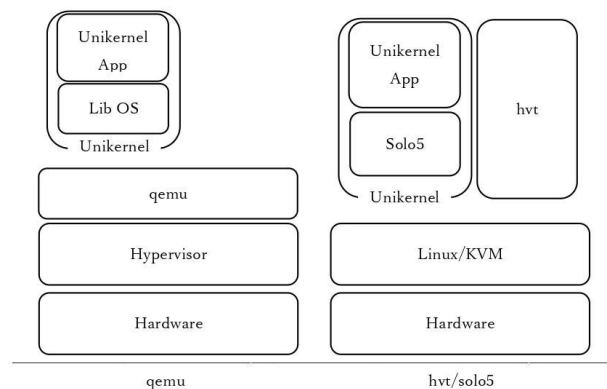 Unikernel
App
Lib OS
Unikernel
qemu
Hypervisor
Hardware
qemu
Unikernel
App
Solo5
Unikernel
hvt
Linux/KVM
Hardware
hvt/solo5